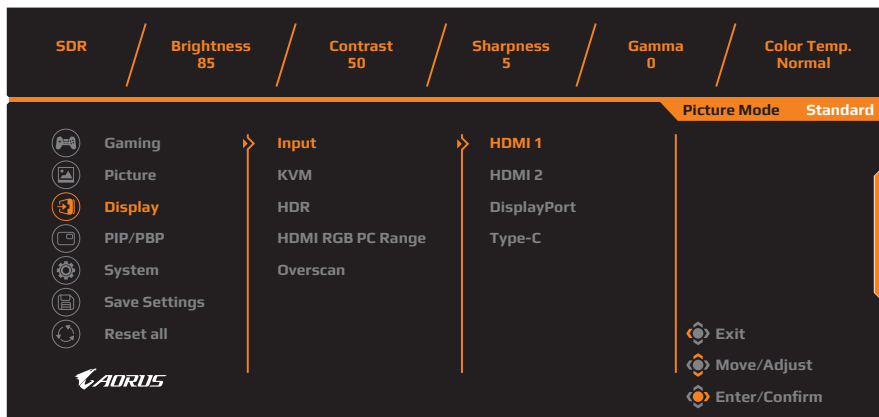 SDR
Brightness
85
Contrast
50
Sharpness
5
Gamma
0
Color Temp.
Normal
Picture Mode Standard
Gaming
Picture
Display
PIP/PBP
System
Save Settings
Reset all
Input
KVM
HDR
HDMI RGB PC Range
Overscan
HDMI 1
HDMI 2
DisplayPort
Type-C
Exit
Move/Adjust
Enter/Confirm
AORUS